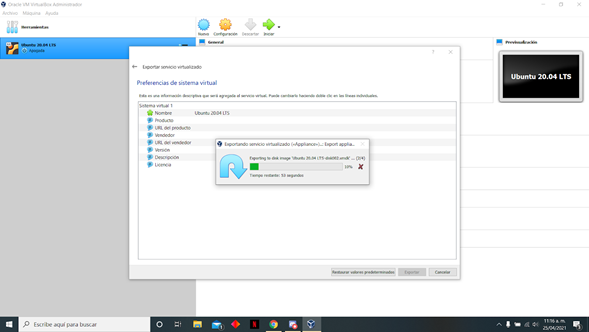 Oracle VM VirtualBox Administrador
Archivo Máquina Ayuda
Herramientas
Nueva Configuración Descartar Iniciar
Ubuntu 20.04 LTS
Apagada
General
Previsualización
Ubuntu 20.04 LTS
Exportar servicio virtualizado
Preferencias de sistema virtual
Esta es una información descriptiva que será agregada al servicio virtual. Puede cambiarlo haciendo doble clic en las líneas individuales.
Sistema virtual 1
Nombre Ubuntu 20.04 LTS
Producto
URL del producto
Vendedor
URL del vendedor
Versión
Descripción
Licencia
Exportando servicio virtualizado («Appliance»)...: Export applia...
Exporting to disk image 'Ubuntu 20.04 LTS-disk002.vmdk' ... (2/4)
10%
Tiempo restante: 53 segundos
Restaurar valores predeterminados Exportar Cancelar
Escribe aquí para buscar
11:16 a. m.
25/04/2021